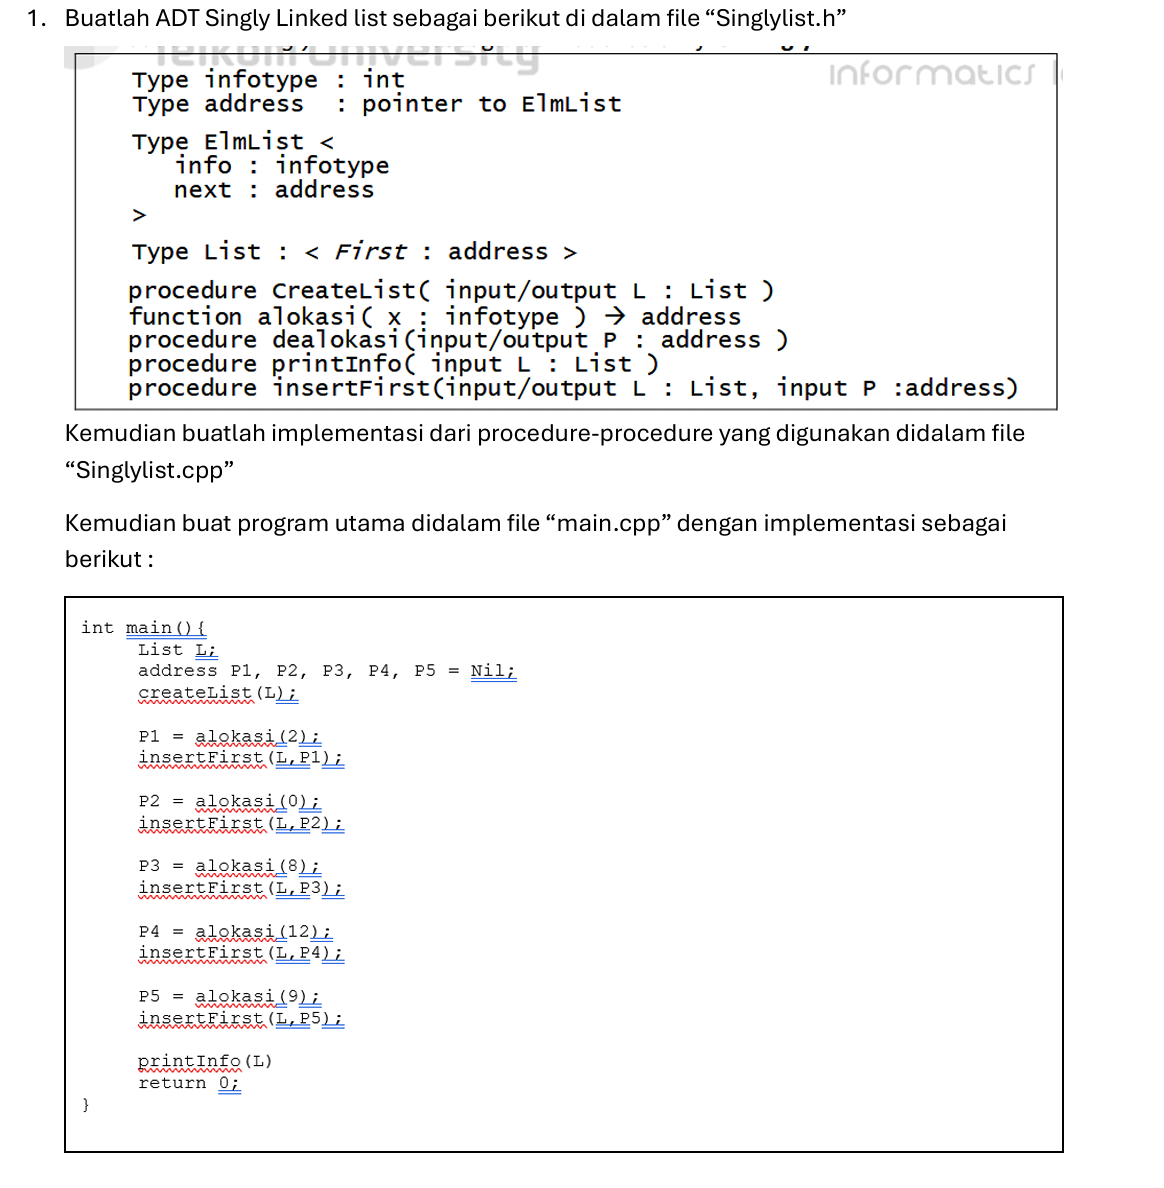 1. Buatlah ADT Singly Linked list sebagai berikut di dalam file “Singlylist.h”
informatics
Type infotype : int
Type address : pointer to ElmList
Type ElmList <
info : infotype
next : address
>
Type List : < First : address >
procedure CreateList( input/output L : List )
function alokasi( x : infotype ) → address
procedure dealokasi(input/output P : address )
procedure printInfo( input L : List )
procedure insertFirst(input/output L : List, input P :address)
Kemudian buatlah implementasi dari procedure-procedure yang digunakan didalam file
“Singlylist.cpp”
Kemudian buat program utama didalam file “main.cpp” dengan implementasi sebagai
berikut :
int main(){
List L;
address P1, P2, P3, P4, P5 = Nil;
createList(L);
P1 = alokasi(2);
insertFirst(L,P1);
P2 = alokasi(0);
insertFirst(L,P2);
P3 = alokasi(8);
insertFirst(L,P3);
P4 = alokasi(12);
insertFirst(L,P4);
P5 = alokasi(9);
insertFirst(L,P5);
printInfo(L)
return 0;
}